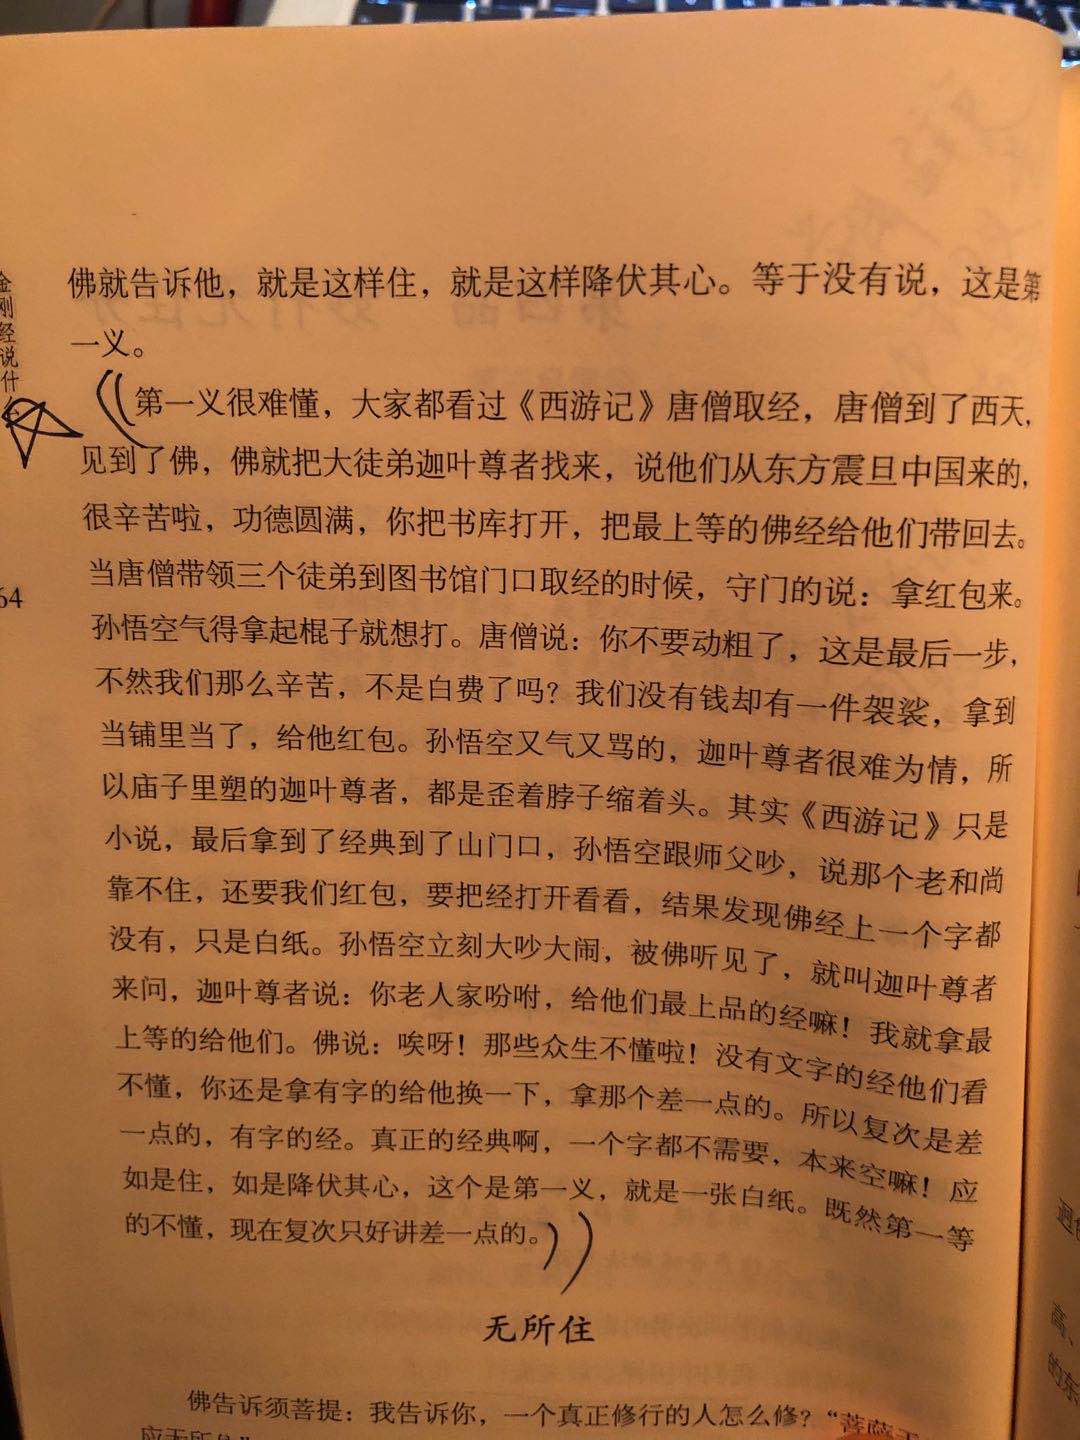 佛就告诉他，就是这样住，就是这样降伏其心。等于没有说，这是第
一义。
第一义很难懂，大家都看过《西游记》唐僧取经，唐僧到了西天，
见到了佛，佛就把大徒弟迦叶尊者找来，说他们从东方震旦中国来的，
很辛苦啦，功德圆满，你把书库打开，把最上等的佛经给他们带回去。
当唐僧带领三个徒弟到图书馆门口取经的时候，守门的说：拿红包来。
孙悟空气得拿起棍子就想打。唐僧说：你不要动粗了，这是最后一步，
不然我们那么辛苦，不是白费了吗？我们没有钱却有一件袈裟，拿到
当铺里当了，给他红包。孙悟空又气又骂的，迦叶尊者很难为情，所
以庙子里塑的迦叶尊者，都是歪着脖子缩着头。其实《西游记》只是
小说，最后拿到了经典到了山门口，孙悟空跟师父吵，说那个老和尚
靠不住，还要我们红包，要把经打开看看，结果发现佛经上一个字都
没有，只是白纸。孙悟空立刻大吵大闹，被佛听见了，就叫迦叶尊者
来问，迦叶尊者说：你老人家吩咐，给他们最上品的经嘛！我就拿最
上等的给他们。佛说：唉呀！那些众生不懂啦！没有文字的经他们看
不懂，你还是拿有字的给他换一下，拿那个差一点的。所以复次是差
一点的，有字的经。真正的经典啊，一个字都不需要，本来空嘛！应
如是住，如是降伏其心，这个是第一义，就是一张白纸。既然第一等
的不懂，现在复次只好讲差一点的。
无所住
佛告诉须菩提：我告诉你，一个真正修行的人怎么修？“菩萨于
应无所
金刚经说什么
64
高、
的东